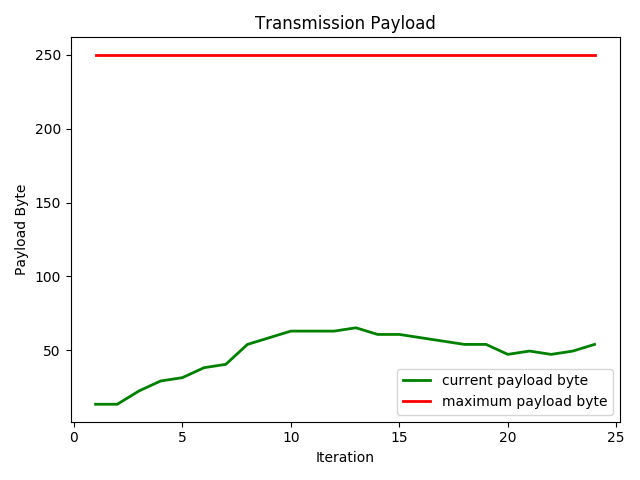 Transmission Payload
250
200
150
100
50
Payload Byte
current payload byte
maximum payload byte
0 5 10 15 20 25
Iteration